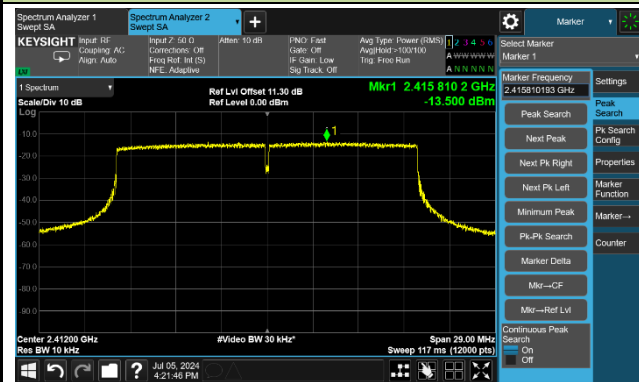 Spectrum Analyzer 1
Swept SA
Spectrum Analyzer 2
Swept SA
+
Marker
KEYSIGHT
Input: RF
Coupling: AC
Align: Auto
Input Z: 50 Ω
Corrections: Off
Freq Ref: Int (S)
NFE: Adaptive
Atten: 10 dB
PNO: Fast
Gate: Off
IF Gain: Low
Sig Track: Off
Avg Type: Power (RMS)
Avg|Hold:>100/100
Trig: Free Run
1 2 3 4 5 6
A W W W W W
A N N N N N
Select Marker
Marker 1
LVI
1 Spectrum
Scale/Div 10 dB
Log
Ref Lvl Offset 11.30 dB
Ref Level 0.00 dBm
Mkr1 2.415 810 2 GHz
-13.500 dBm
1
-10.0
-20.0
-30.0
-40.0
-50.0
-60.0
-70.0
-80.0
-90.0
Center 2.41200 GHz
Res BW 10 kHz
#Video BW 30 kHz*
Span 29.00 MHz
Sweep 117 ms (12000 pts)
Marker Frequency
2.415810193 GHz
Peak Search
Next Peak
Next Pk Right
Next Pk Left
Minimum Peak
Pk-Pk Search
Marker Delta
Mkr→CF
Mkr→Ref Lvl
Continuous Peak
Search
On
Off
Settings
Peak
Search
Pk Search
Config
Properties
Marker
Function
Marker→
Counter
?
Jul 05, 2024
4:21:46 PM